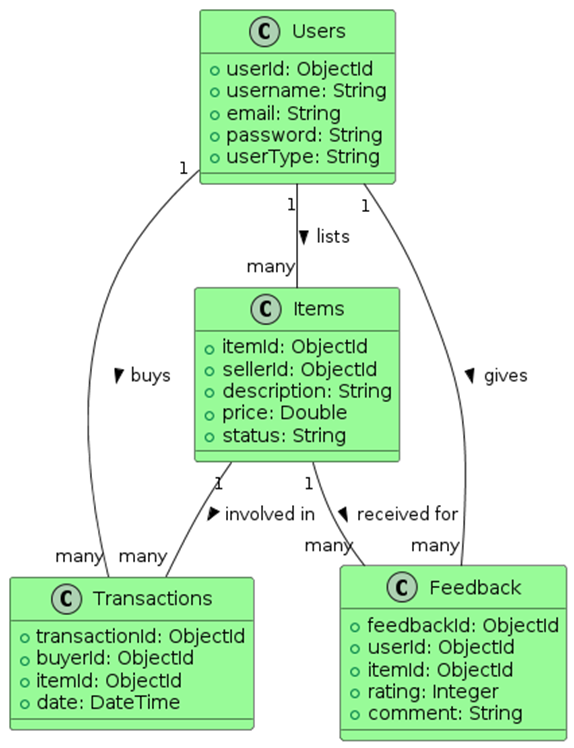 C Users
userId: ObjectId
username: String
email: String
password: String
userType: String
1
1
1
lists
many
C Items
itemId: ObjectId
sellerId: ObjectId
description: String
price: Double
status: String
buys
gives
1
1
involved in
received for
many
many
many
many
C Transactions
transactionId: ObjectId
buyerId: ObjectId
itemId: ObjectId
date: DateTime
C Feedback
feedbackId: ObjectId
userId: ObjectId
itemId: ObjectId
rating: Integer
comment: String